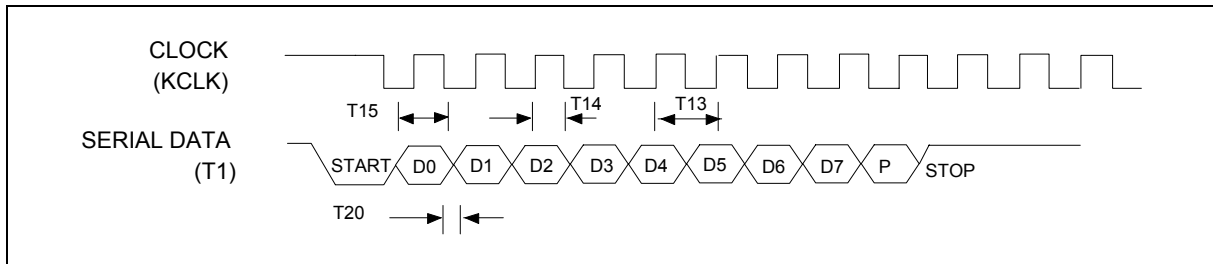 CLOCK
(KCLK)
T15
T14
T13
SERIAL DATA
(T1)
START D0 D1 D2 D3 D4 D5 D6 D7 P STOP
T20